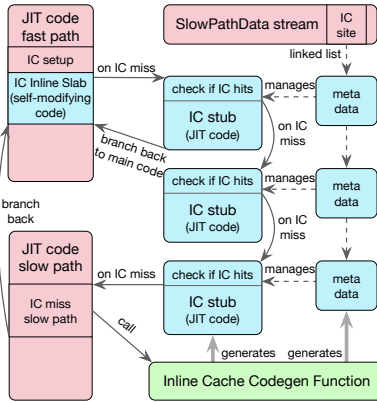 JIT code
fast path
IC setup
IC Inline Slab
(self-modifying
code)
SlowPathData stream
IC
site
linked list
on IC miss
check if IC hits
IC stub
(JIT code)
manages
meta
data
on IC
miss
branch back
to main code
check if IC hits
IC stub
(JIT code)
manages
meta
data
on IC
miss
branch
back
JIT code
slow path
IC miss
slow path
on IC miss
check if IC hits
IC stub
(JIT code)
manages
meta
data
call
generates
generates
Inline Cache Codegen Function